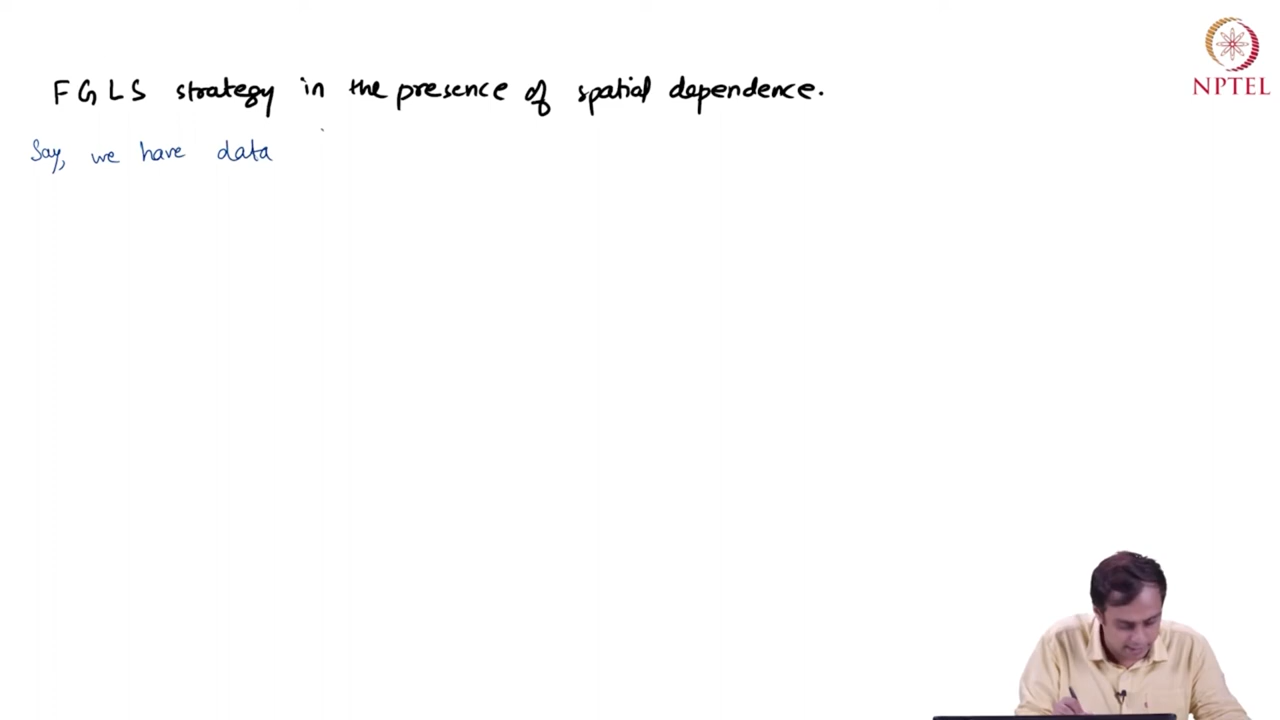 NPTEL
FGLS strategy in the presence of spatial dependence.
Say, we have data